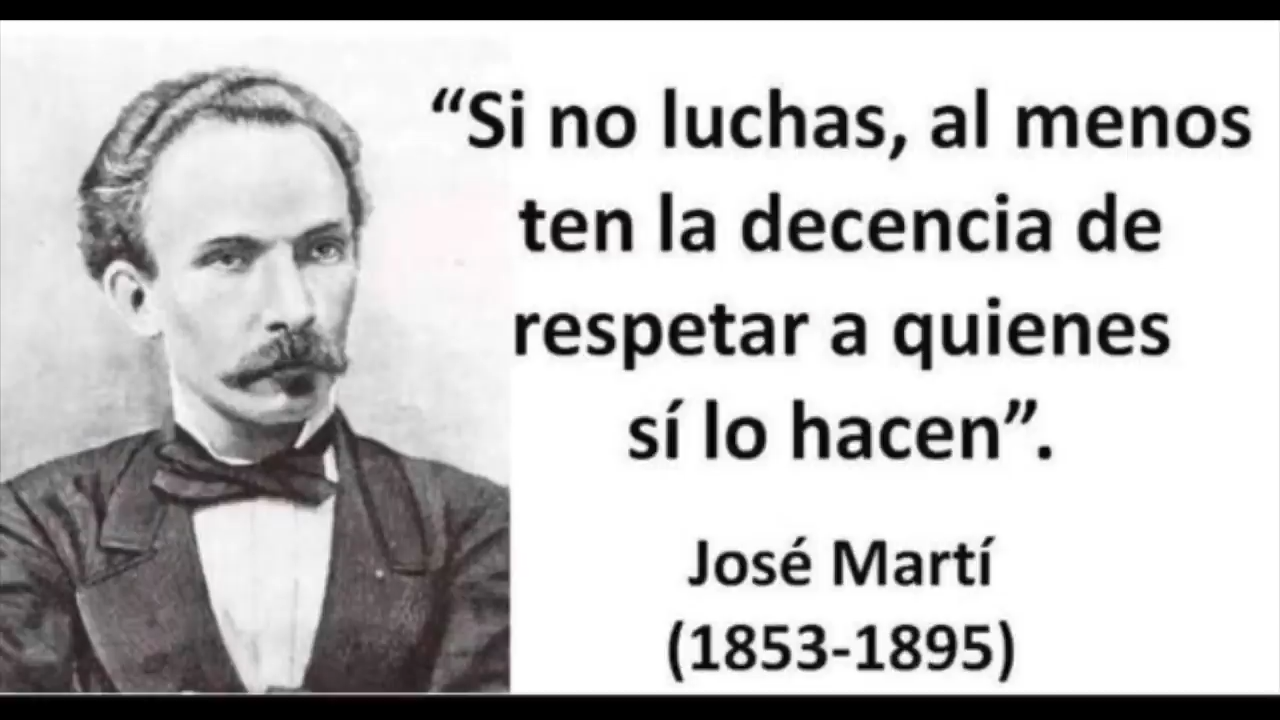 “Si no luchas, al menos
ten la decencia de
respetar a quienes
sí lo hacen”.
José Martí
(1853-1895)